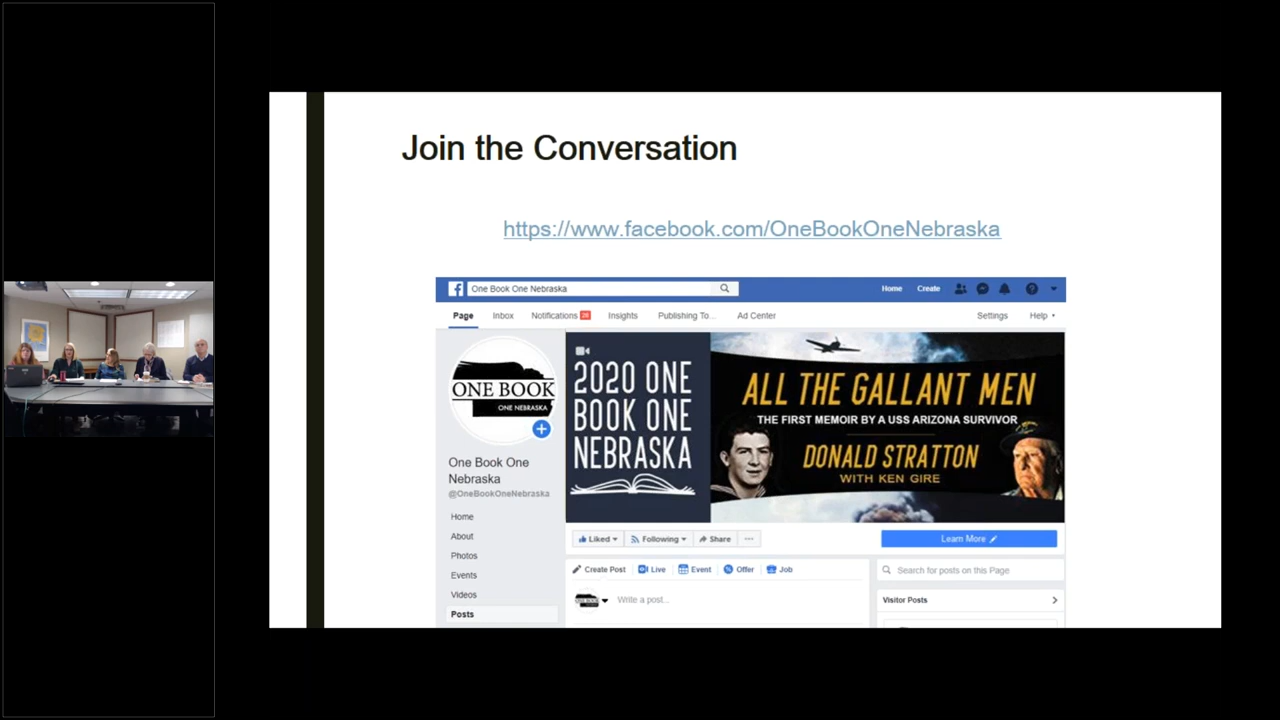 Join the Conversation
https://www.facebook.com/OneBookOneNebraska
One Book One Nebraska
Home Create
Page Inbox Notifications 28 Insights Publishing To... Ad Center Settings Help
ONE BOOK
ONE NEBRASKA
One Book One
Nebraska
@OneBookOneNebraska
Home
About
Photos
Events
Videos
Posts
2020 ONE
BOOK ONE
NEBRASKA
ALL THE GALLANT MEN
THE FIRST MEMOIR BY A USS ARIZONA SURVIVOR
DONALD STRATTON
WITH KEN GIRE
Liked Following Share ...
Learn More
Create Post Live Event Offer Job
Write a post...
Search for posts on this Page
Visitor Posts